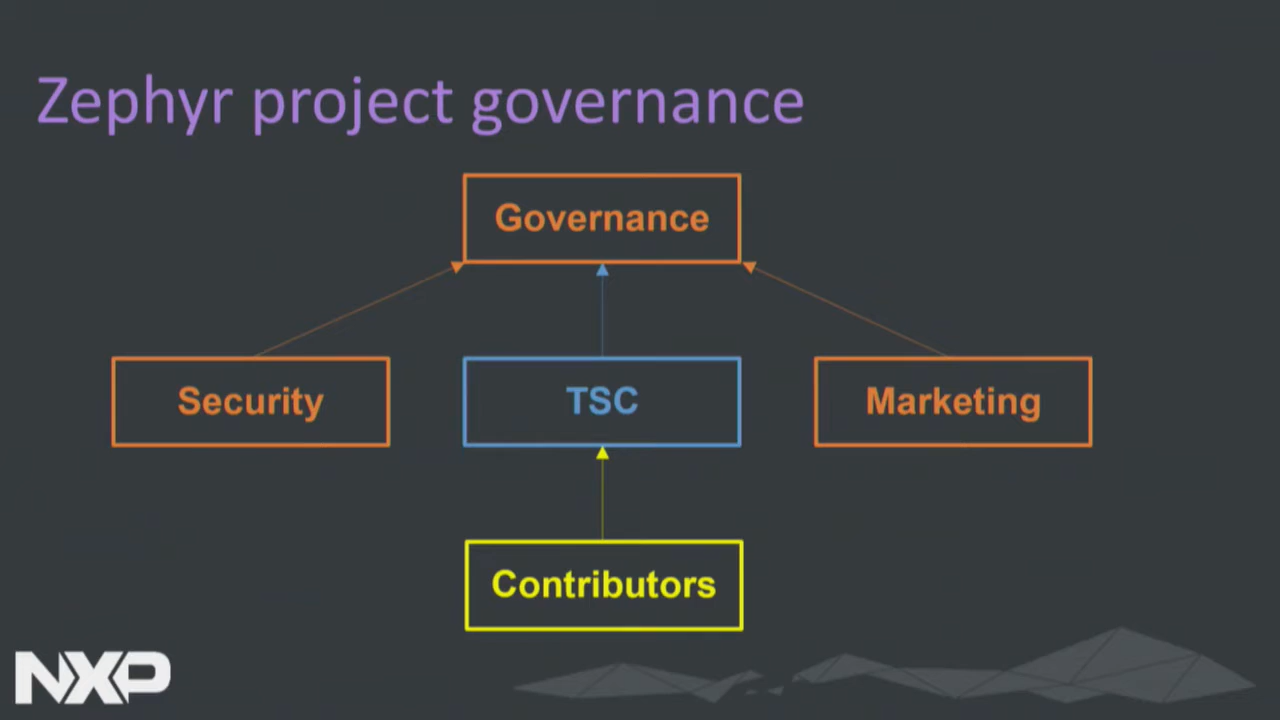 Zephyr project governance
Governance
Security
TSC
Marketing
Contributors
NXP